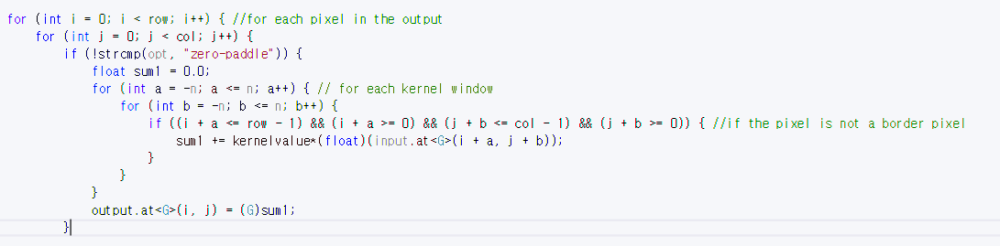 for (int i = 0; i < row; i++) { //for each pixel in the output
for (int j = 0; j < col; j++) {
if (!strcmp(opt, "zero-paddle")) {
float sum1 = 0.0;
for (int a = -n; a <= n; a++) { // for each kernel window
for (int b = -n; b <= n; b++) {
if ((i + a <= row - 1) && (i + a >= 0) && (j + b <= col - 1) && (j + b >= 0)) { //if the pixel is not a border pixel
sum1 += kernelvalue*(float)(input.at<G>(i + a, j + b));
}
}
}
output.at<G>(i, j) = (G)sum1;
}